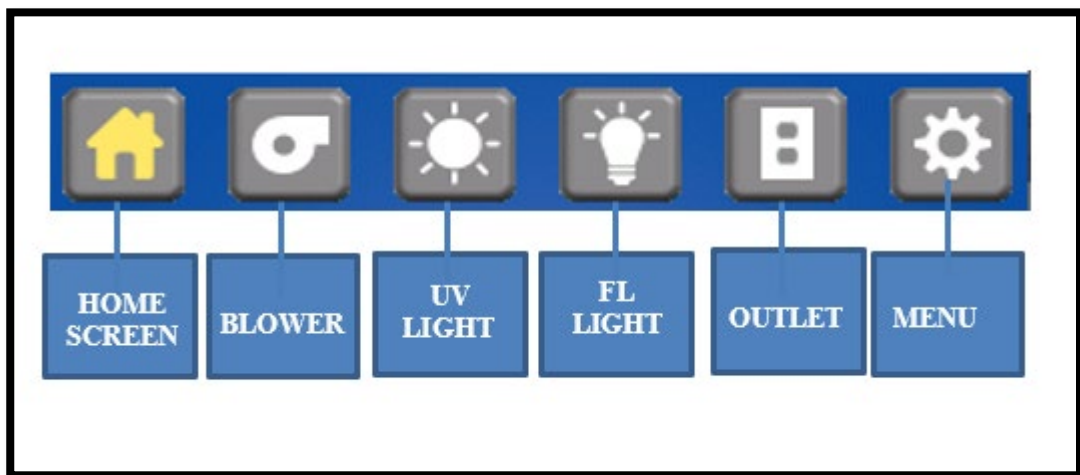 HOME
SCREEN
BLOWER
UV
LIGHT
FL
LIGHT
OUTLET
MENU